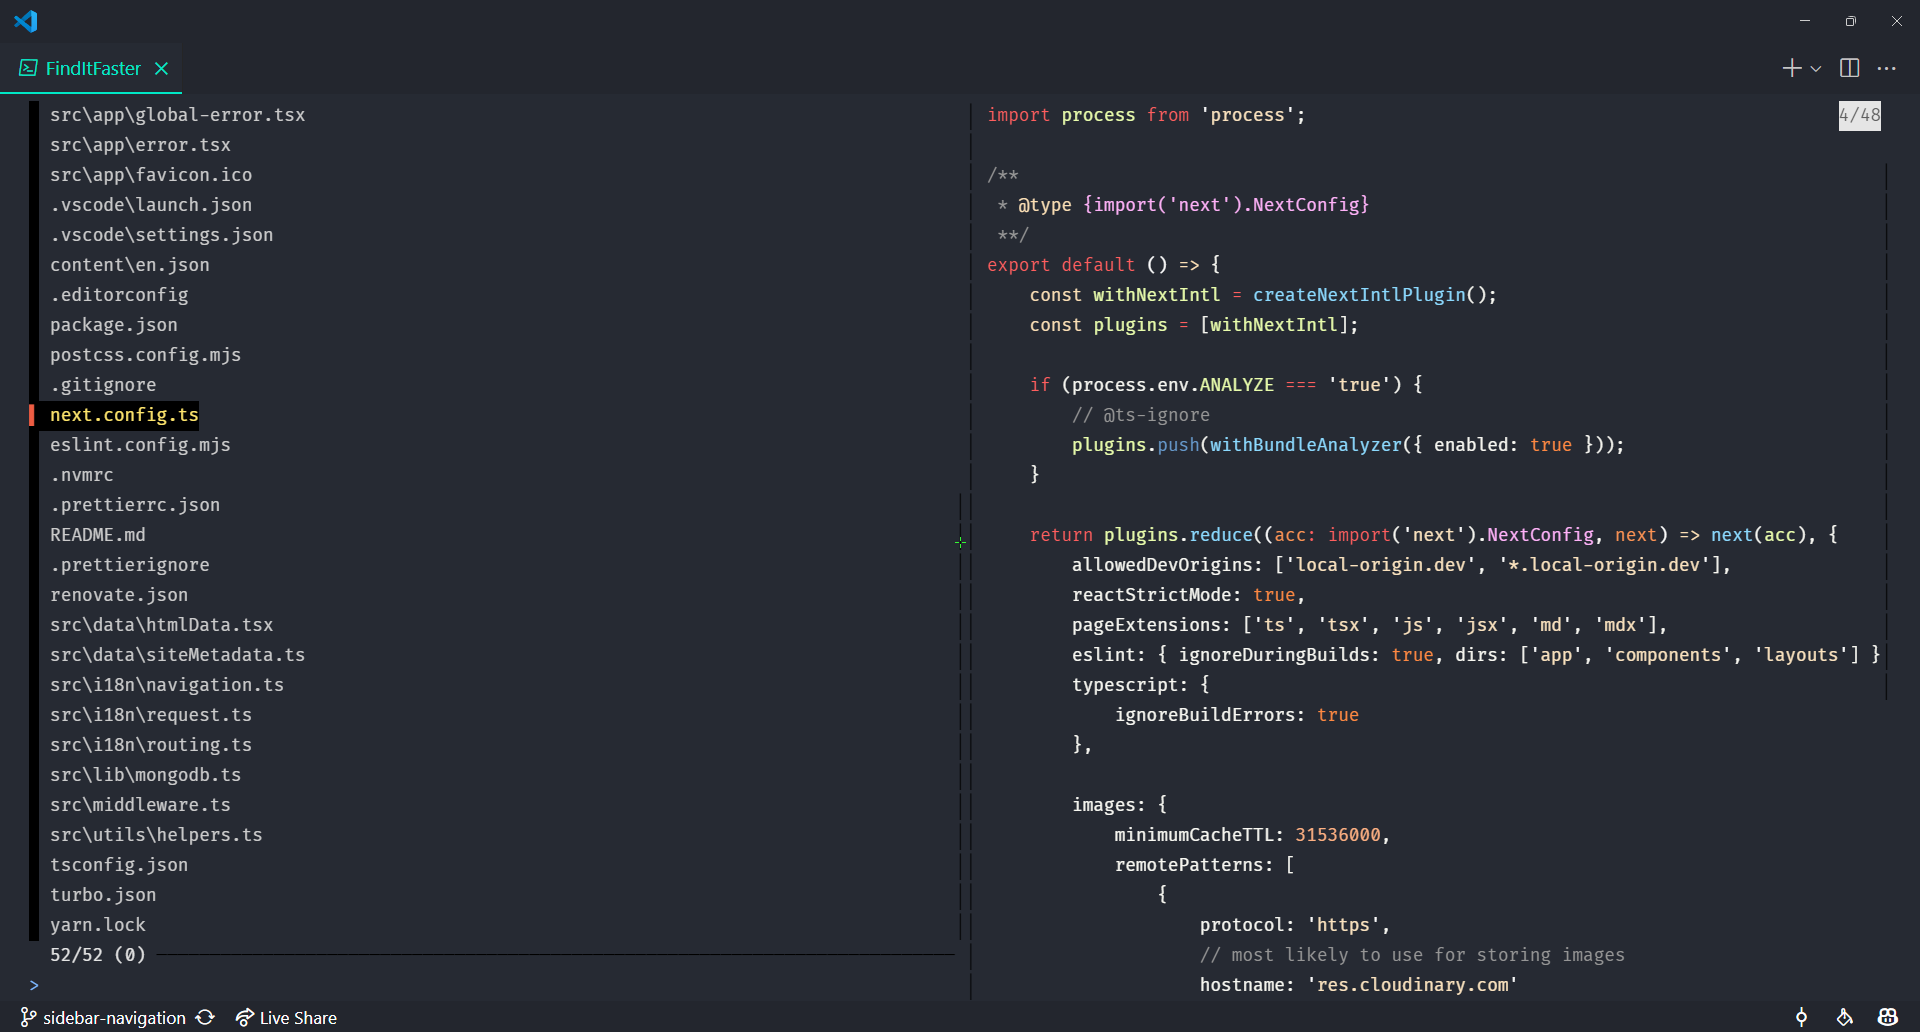 FindItFaster
src\app\global-error.tsx
src\app\error.tsx
src\app\favicon.ico
.vscode\launch.json
.vscode\settings.json
content\en.json
.editorconfig
package.json
postcss.config.mjs
.gitignore
next.config.ts
eslint.config.mjs
.nvmrc
.prettierrc.json
README.md
.prettierignore
renovate.json
src\data\htmlData.tsx
src\data\siteMetadata.ts
src\i18n\navigation.ts
src\i18n\request.ts
src\i18n\routing.ts
src\lib\mongodb.ts
src\middleware.ts
src\utils\helpers.ts
tsconfig.json
turbo.json
yarn.lock
52/52 (0)
>
import process from 'process';
4/48
/**
 * @type {import('next').NextConfig}
 **/
export default () => {
    const withNextIntl = createNextIntlPlugin();
    const plugins = [withNextIntl];
    if (process.env.ANALYZE === 'true') {
        // @ts-ignore
        plugins.push(withBundleAnalyzer({ enabled: true }));
    }
    return plugins.reduce((acc: import('next').NextConfig, next) => next(acc), {
        allowedDevOrigins: ['local-origin.dev', '*.local-origin.dev'],
        reactStrictMode: true,
        pageExtensions: ['ts', 'tsx', 'js', 'jsx', 'md', 'mdx'],
        eslint: { ignoreDuringBuilds: true, dirs: ['app', 'components', 'layouts'] }
        typescript: {
            ignoreBuildErrors: true
        },
        images: {
            minimumCacheTTL: 31536000,
            remotePatterns: [
                {
                    protocol: 'https',
                    // most likely to use for storing images
                    hostname: 'res.cloudinary.com'
sidebar-navigation
Live Share